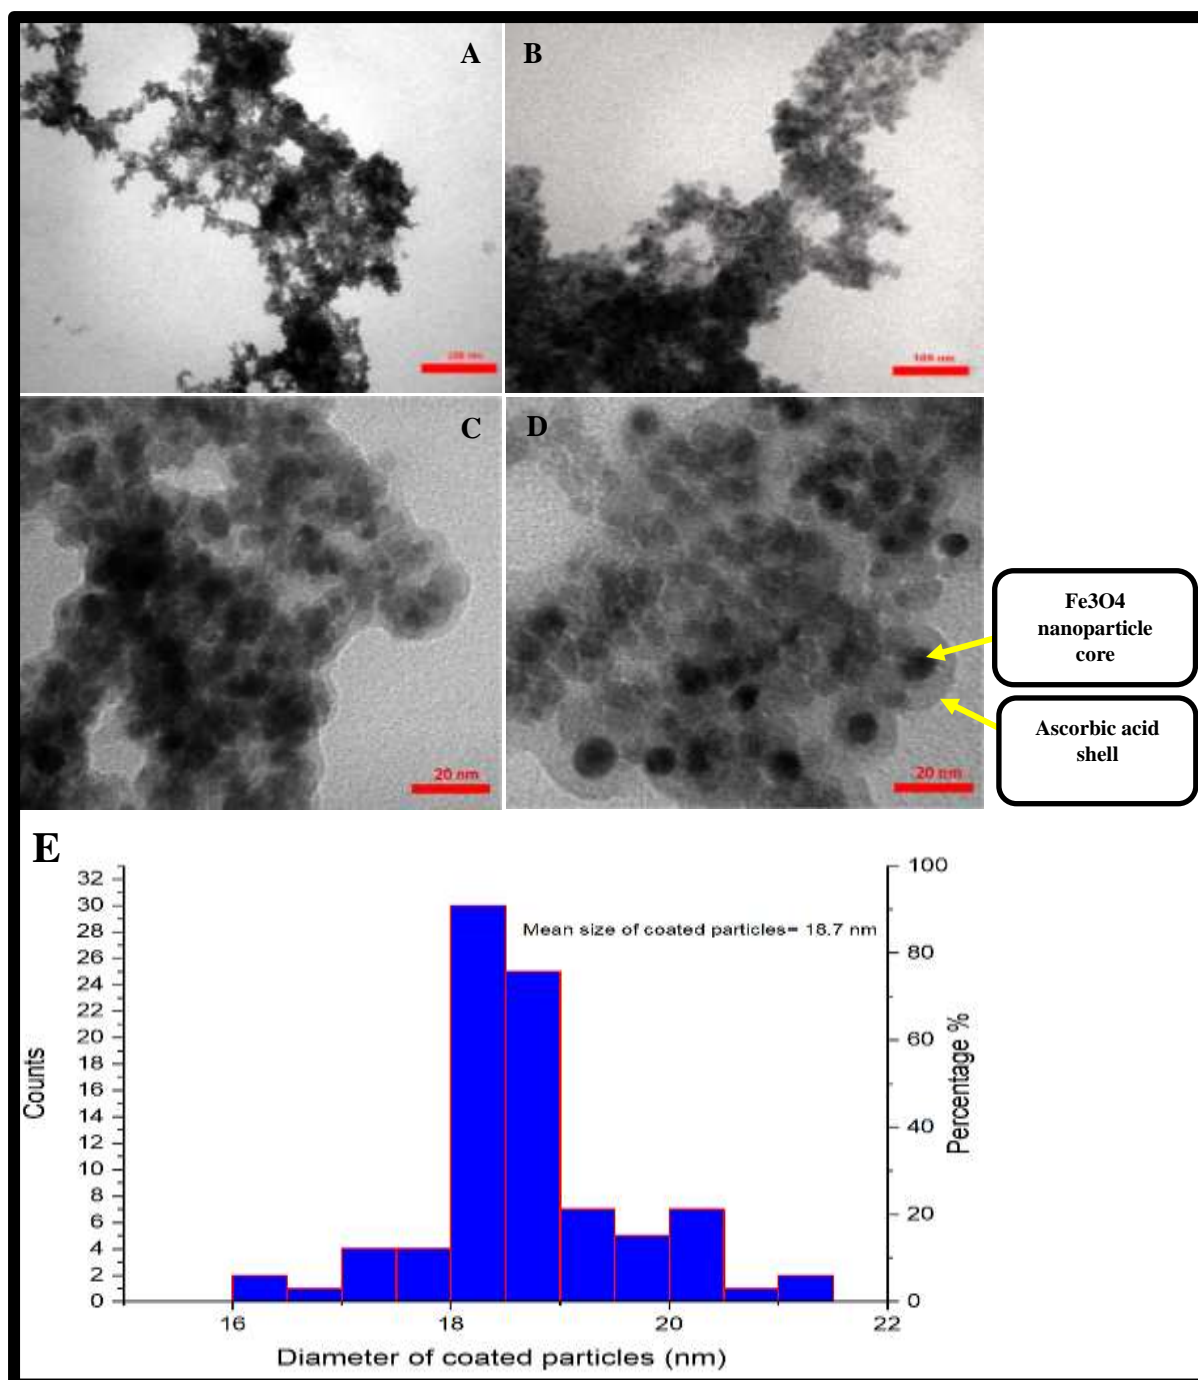 A
B
C
20 nm
D
20 nm
Fe3O4
nanoparticle
core
Ascorbic acid
shell
E
Mean size of coated particles= 18.7 nm
Counts
32
30
28
26
24
22
20
18
16
14
12
10
8
6
4
2
0
100
80
60
40
20
0
Percentage %
16
18
20
22
Diameter of coated particles (nm)